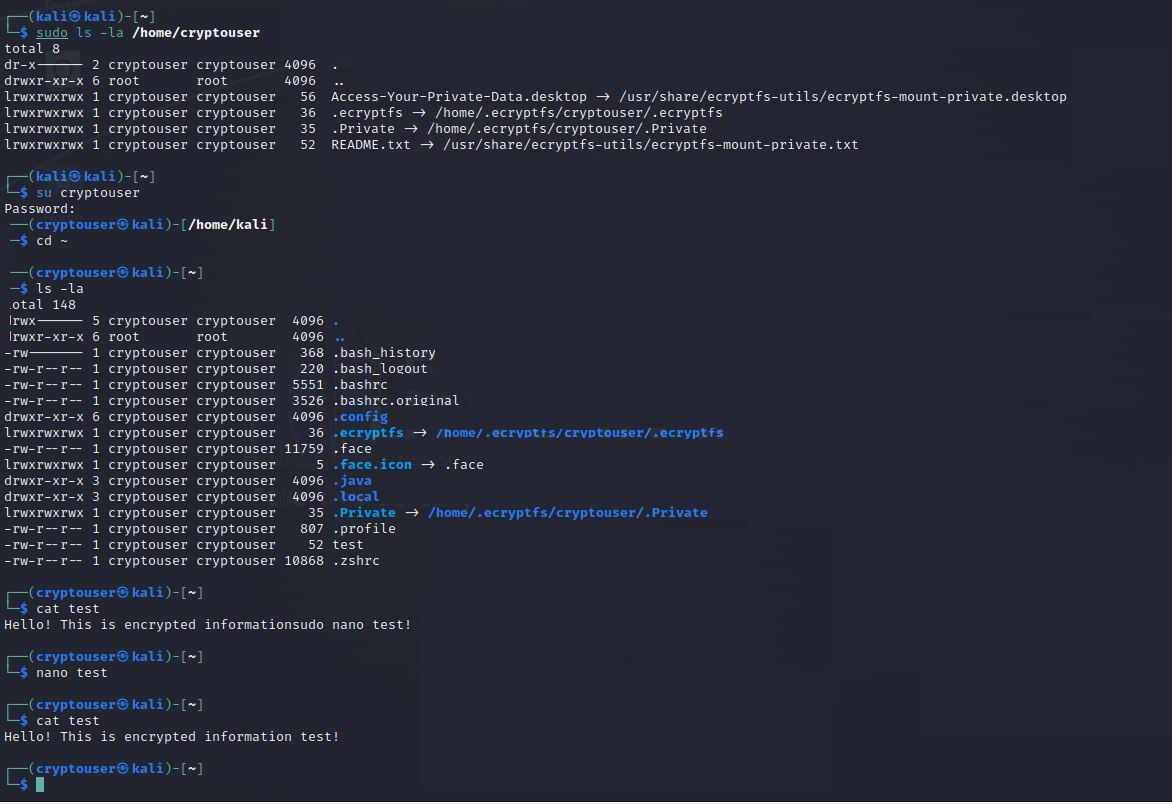 ┌──(kali㉿kali)-[~]
└─$ sudo ls -la /home/cryptouser
total 8
dr-x------ 2 cryptouser cryptouser 4096  .
drwxr-xr-x 6 root       root       4096  ..
lrwxrwxrwx 1 cryptouser cryptouser   56  Access-Your-Private-Data.desktop -> /usr/share/ecryptfs-utils/ecryptfs-mount-private.desktop
lrwxrwxrwx 1 cryptouser cryptouser   36  .ecryptfs -> /home/.ecryptfs/cryptouser/.ecryptfs
lrwxrwxrwx 1 cryptouser cryptouser   35  .Private -> /home/.ecryptfs/cryptouser/.Private
lrwxrwxrwx 1 cryptouser cryptouser   52  README.txt -> /usr/share/ecryptfs-utils/ecryptfs-mount-private.txt
┌──(kali㉿kali)-[~]
└─$ su cryptouser
Password:
──(cryptouser㉿kali)-[/home/kali]
─$ cd ~
──(cryptouser㉿kali)-[~]
─$ ls -la
otal 148
rwx------ 5 cryptouser cryptouser  4096 .
rwxr-xr-x 6 root       root        4096 ..
-rw------- 1 cryptouser cryptouser   368 .bash_history
-rw-r--r-- 1 cryptouser cryptouser   220 .bash_logout
-rw-r--r-- 1 cryptouser cryptouser  5551 .bashrc
-rw-r--r-- 1 cryptouser cryptouser  3526 .bashrc.original
drwxr-xr-x 6 cryptouser cryptouser  4096 .config
lrwxrwxrwx 1 cryptouser cryptouser    36 .ecryptfs -> /home/.ecryptfs/cryptouser/.ecryptfs
-rw-r--r-- 1 cryptouser cryptouser 11759 .face
lrwxrwxrwx 1 cryptouser cryptouser     5 .face.icon -> .face
drwxr-xr-x 3 cryptouser cryptouser  4096 .java
drwxr-xr-x 3 cryptouser cryptouser  4096 .local
lrwxrwxrwx 1 cryptouser cryptouser    35 .Private -> /home/.ecryptfs/cryptouser/.Private
-rw-r--r-- 1 cryptouser cryptouser   807 .profile
-rw-r--r-- 1 cryptouser cryptouser    52 test
-rw-r--r-- 1 cryptouser cryptouser 10868 .zshrc
┌──(cryptouser㉿kali)-[~]
└─$ cat test
Hello! This is encrypted informationsudo nano test!
┌──(cryptouser㉿kali)-[~]
└─$ nano test
┌──(cryptouser㉿kali)-[~]
└─$ cat test
Hello! This is encrypted information test!
┌──(cryptouser㉿kali)-[~]
└─$